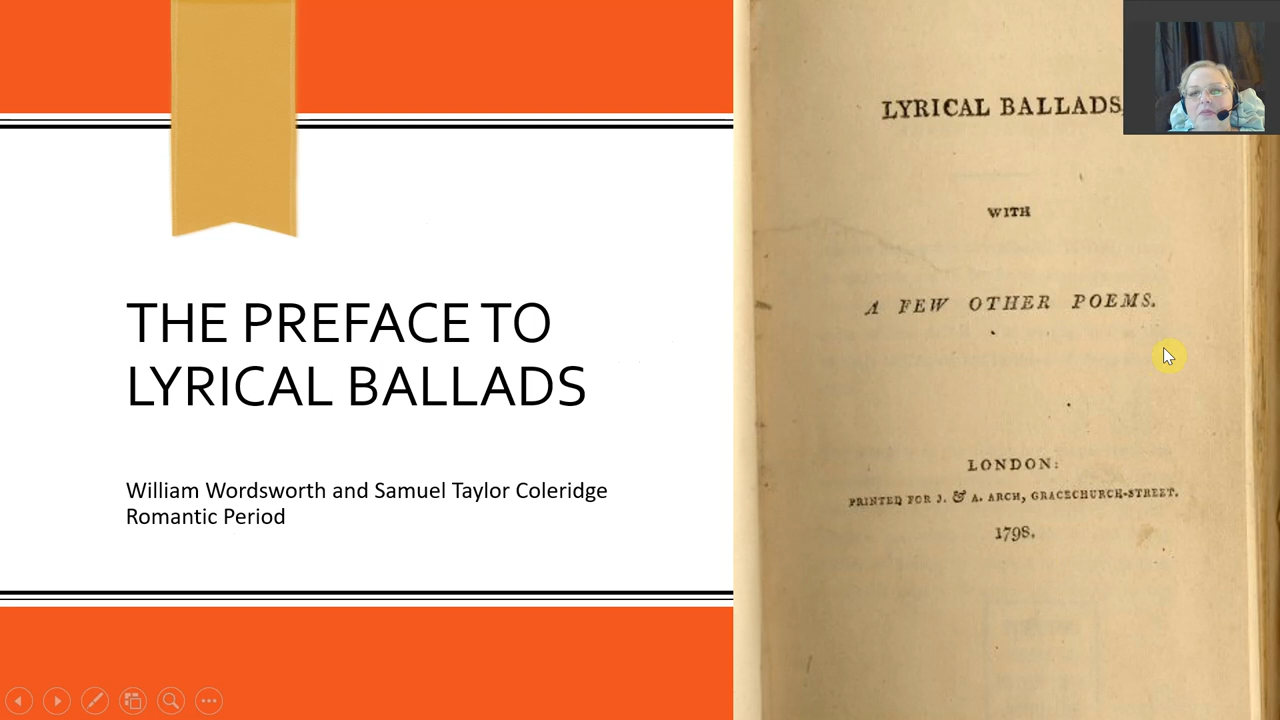 THE PREFACE TO
LYRICAL BALLADS
William Wordsworth and Samuel Taylor Coleridge
Romantic Period
LYRICAL BALLADS,
WITH
A FEW OTHER POEMS.
LONDON:
PRINTED FOR J. & A. ARCH, GRACECHURCH-STREET.
1798.